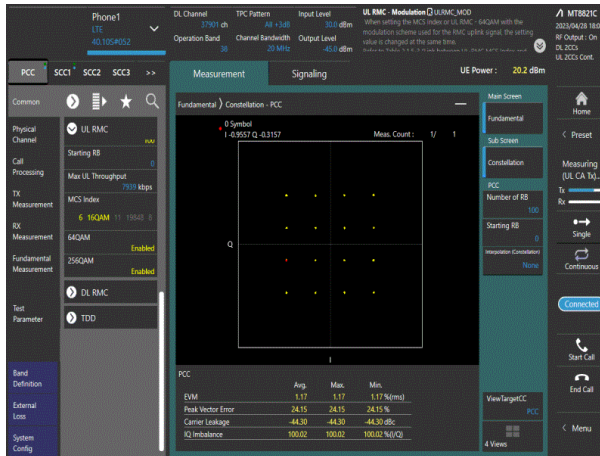 Phone1
LTE
40.105#052
DL Channel
37901 ch
TPC Pattern
All +3dB
Input Level
30.0 dBm
Operation Band
38
Channel Bandwidth
20 MHz
Output Level
-45.0 dBm
UL RMC - Modulation ULRMC_MOD
When setting the MCS index or UL RMC - 64QAM with the
modulation scheme used for the RMC uplink signal, the setting
value is changed at the same time.
MT8821C
2023/04/28 18:0
RF Output : On
DL 2CCs
UL 2CCs Cont.
PCC
SCC1
SCC2
SCC3
>>
Measurement
Signaling
UE Power : 20.2 dBm
Common
Physical
Channel
Call
Processing
TX
Measurement
RX
Measurement
Fundamental
Measurement
Test
Parameter
Band
Definition
External
Loss
System
Config
UL RMC
Starting RB
0
Max UL Throughput
7939 kbps
MCS Index
6 16QAM 11 19848 8
64QAM
Enabled
256QAM
Enabled
DL RMC
TDD
Fundamental > Constellation - PCC
0 Symbol
I -0.9557 Q -0.3157
Meas. Count : 1/ 1
Q
I
PCC
Avg. Max. Min.
EVM 1.17 1.17 1.17 %(rms)
Peak Vector Error 24.15 24.15 24.15 %
Carrier Leakage -44.30 -44.30 -44.30 dBc
IQ Imbalance 100.02 100.02 100.02 %(I/Q)
Main Screen
Fundamental
Sub Screen
Constellation
PCC
Number of RB
100
Starting RB
0
Interpolation (Constellation)
None
ViewTargetCC
PCC
4 Views
Home
< Preset
Measuring
(UL CA Tx)...
Tx
Rx
Single
Continuous
Connected
Start Call
End Call
< Menu